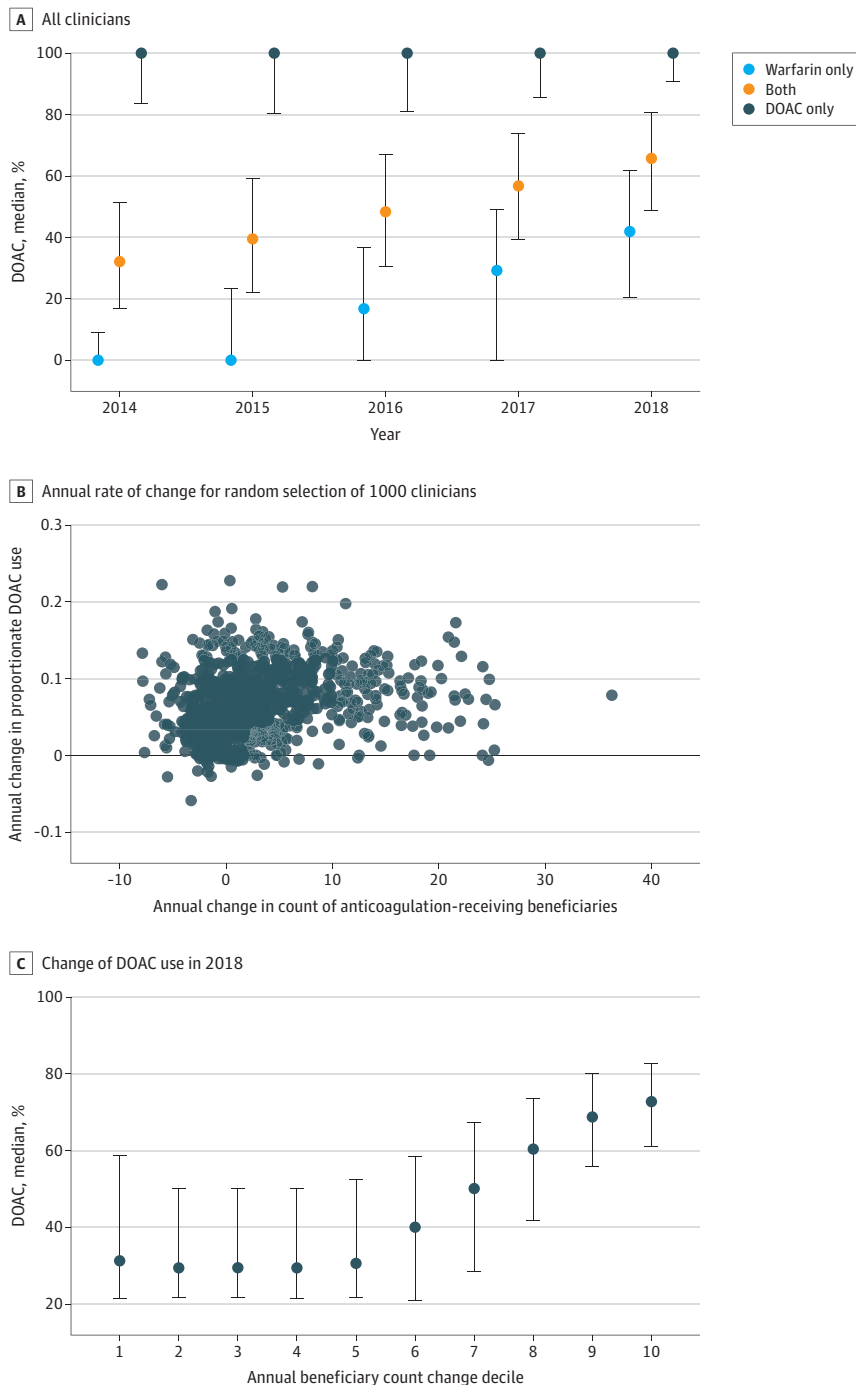 A All clinicians
100
80
60
40
20
0
DOAC, median, %
2014 2015 2016 2017 2018
Year
Warfarin only
Both
DOAC only
B Annual rate of change for random selection of 1000 clinicians
0.3
0.2
0.1
0
-0.1
Annual change in proportionate DOAC use
-10 0 10 20 30 40
Annual change in count of anticoagulation-receiving beneficiaries
C Change of DOAC use in 2018
100
80
60
40
20
DOAC, median, %
1 2 3 4 5 6 7 8 9 10
Annual beneficiary count change decile